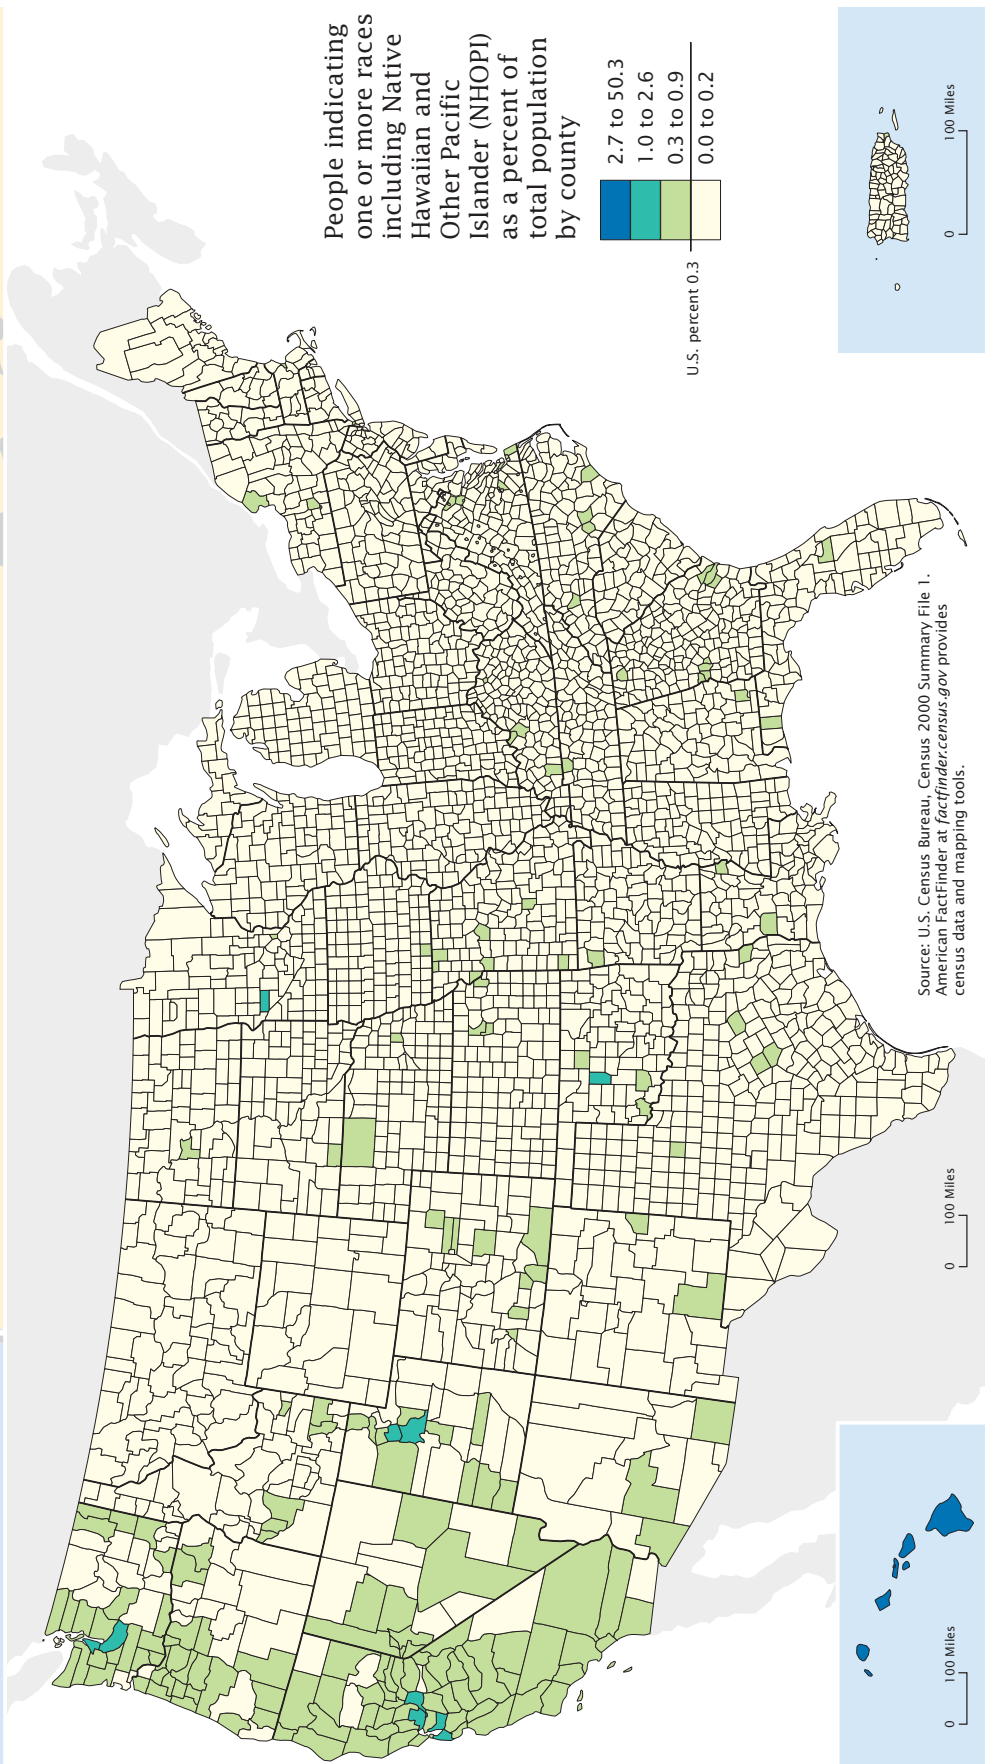 People indicating
one or more races
including Native
Hawaiian and
Other Pacific
Islander (NHOPI)
as a percent of
total population
by county
2.7 to 50.3
1.0 to 2.6
0.3 to 0.9
0.0 to 0.2
U.S. percent 0.3
Source: U.S. Census Bureau, Census 2000 Summary File 1.
American FactFinder at factfinder.census.gov provides
census data and mapping tools.
0 100 Miles
0 100 Miles
0 100 Miles